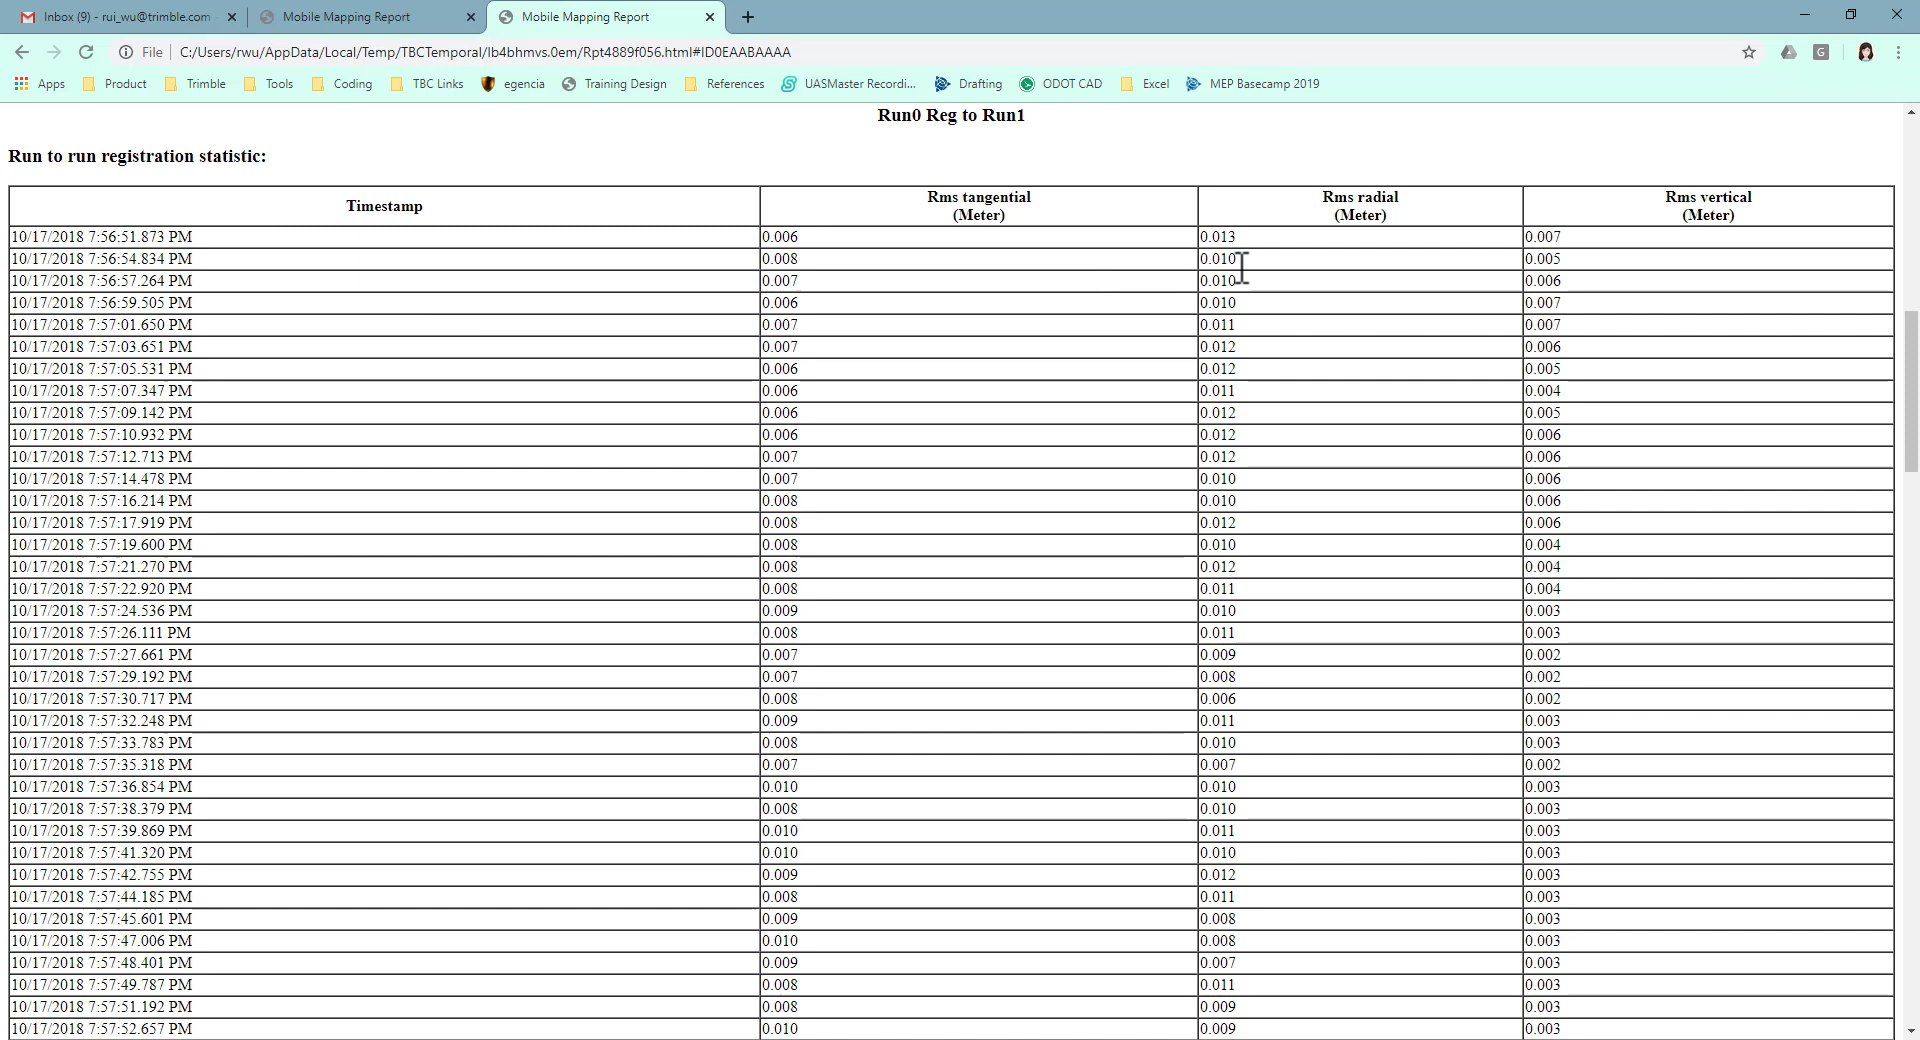 Inbox (9) - rui_wu@trimble.com
Mobile Mapping Report
Mobile Mapping Report
File C:/Users/rwu/AppData/Local/Temp/TBCTemporal/lb4bhmvs.0em/Rpt4889f056.html#ID0EAABAAAA
Apps Product Trimble Tools Coding TBC Links egencia Training Design References UASMaster Recordi... Drafting ODOT CAD Excel MEP Basecamp 2019
Run0 Reg to Run1
Run to run registration statistic:
Timestamp Rms tangential (Meter) Rms radial (Meter) Rms vertical (Meter)
10/17/2018 7:56:51.873 PM 0.006 0.013 0.007
10/17/2018 7:56:54.834 PM 0.008 0.010 0.005
10/17/2018 7:56:57.264 PM 0.007 0.010 0.006
10/17/2018 7:56:59.505 PM 0.006 0.010 0.007
10/17/2018 7:57:01.650 PM 0.007 0.011 0.007
10/17/2018 7:57:03.651 PM 0.007 0.012 0.006
10/17/2018 7:57:05.531 PM 0.006 0.012 0.005
10/17/2018 7:57:07.347 PM 0.006 0.011 0.004
10/17/2018 7:57:09.142 PM 0.006 0.012 0.005
10/17/2018 7:57:10.932 PM 0.006 0.012 0.006
10/17/2018 7:57:12.713 PM 0.007 0.012 0.006
10/17/2018 7:57:14.478 PM 0.007 0.010 0.006
10/17/2018 7:57:16.214 PM 0.008 0.010 0.006
10/17/2018 7:57:17.919 PM 0.008 0.012 0.006
10/17/2018 7:57:19.600 PM 0.008 0.010 0.004
10/17/2018 7:57:21.270 PM 0.008 0.012 0.004
10/17/2018 7:57:22.920 PM 0.008 0.011 0.004
10/17/2018 7:57:24.536 PM 0.009 0.010 0.003
10/17/2018 7:57:26.111 PM 0.008 0.011 0.003
10/17/2018 7:57:27.661 PM 0.007 0.009 0.002
10/17/2018 7:57:29.192 PM 0.007 0.008 0.002
10/17/2018 7:57:30.717 PM 0.008 0.006 0.002
10/17/2018 7:57:32.248 PM 0.009 0.011 0.003
10/17/2018 7:57:33.783 PM 0.008 0.010 0.003
10/17/2018 7:57:35.318 PM 0.007 0.007 0.002
10/17/2018 7:57:36.854 PM 0.010 0.010 0.003
10/17/2018 7:57:38.379 PM 0.008 0.010 0.003
10/17/2018 7:57:39.869 PM 0.010 0.011 0.003
10/17/2018 7:57:41.320 PM 0.010 0.010 0.003
10/17/2018 7:57:42.755 PM 0.009 0.012 0.003
10/17/2018 7:57:44.185 PM 0.008 0.011 0.003
10/17/2018 7:57:45.601 PM 0.009 0.008 0.003
10/17/2018 7:57:47.006 PM 0.010 0.008 0.003
10/17/2018 7:57:48.401 PM 0.009 0.007 0.003
10/17/2018 7:57:49.787 PM 0.008 0.011 0.003
10/17/2018 7:57:51.192 PM 0.008 0.009 0.003
10/17/2018 7:57:52.657 PM 0.010 0.009 0.003